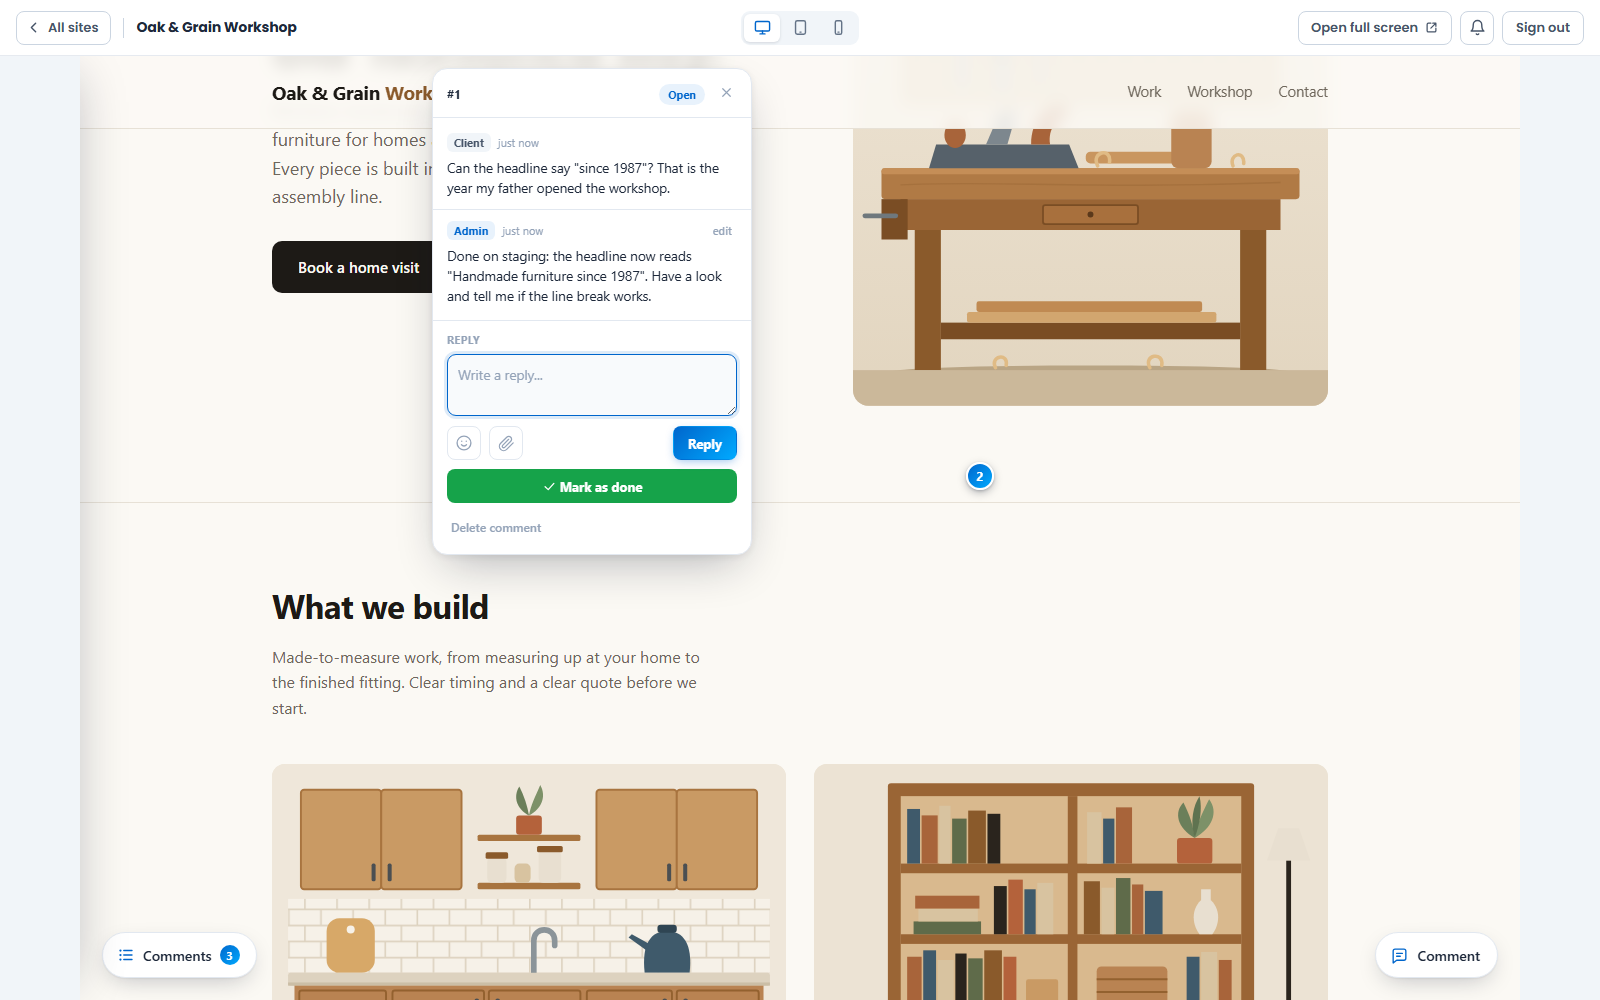 All sites
Oak & Grain Workshop
Open full screen
Sign out
Oak & Grain Work
Work
Workshop
Contact
furniture for homes
Every piece is built in
assembly line.
Book a home visit
#1
Open
Client just now
Can the headline say "since 1987"? That is the
year my father opened the workshop.
Admin just now edit
Done on staging: the headline now reads
"Handmade furniture since 1987". Have a look
and tell me if the line break works.
REPLY
Write a reply...
Reply
Mark as done
Delete comment
2
What we build
Made-to-measure work, from measuring up at your home to
the finished fitting. Clear timing and a clear quote before we
start.
Comments 3
Comment